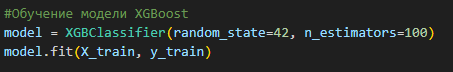 #Обучение модели XGBoost
model = XGBClassifier(random_state=42, n_estimators=100)
model.fit(X_train, y_train)